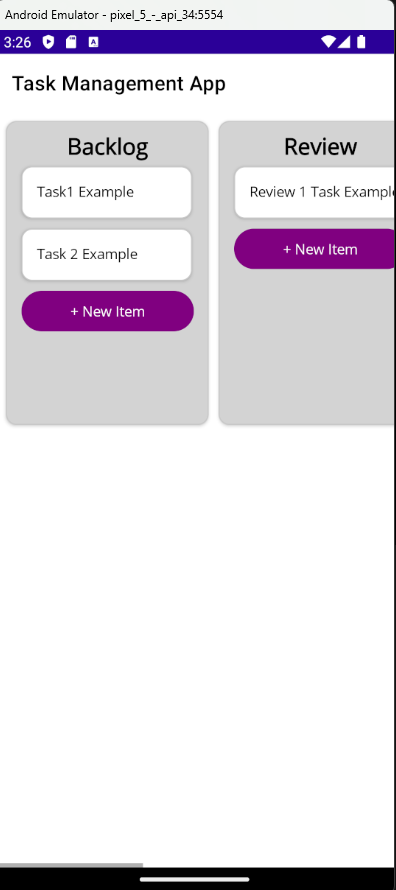 Android Emulator - pixel_5_-_api_34:5554
3:26
A
Task Management App
Backlog
Task1 Example
Task 2 Example
+ New Item
Review
Review 1 Task Example
+ New Item